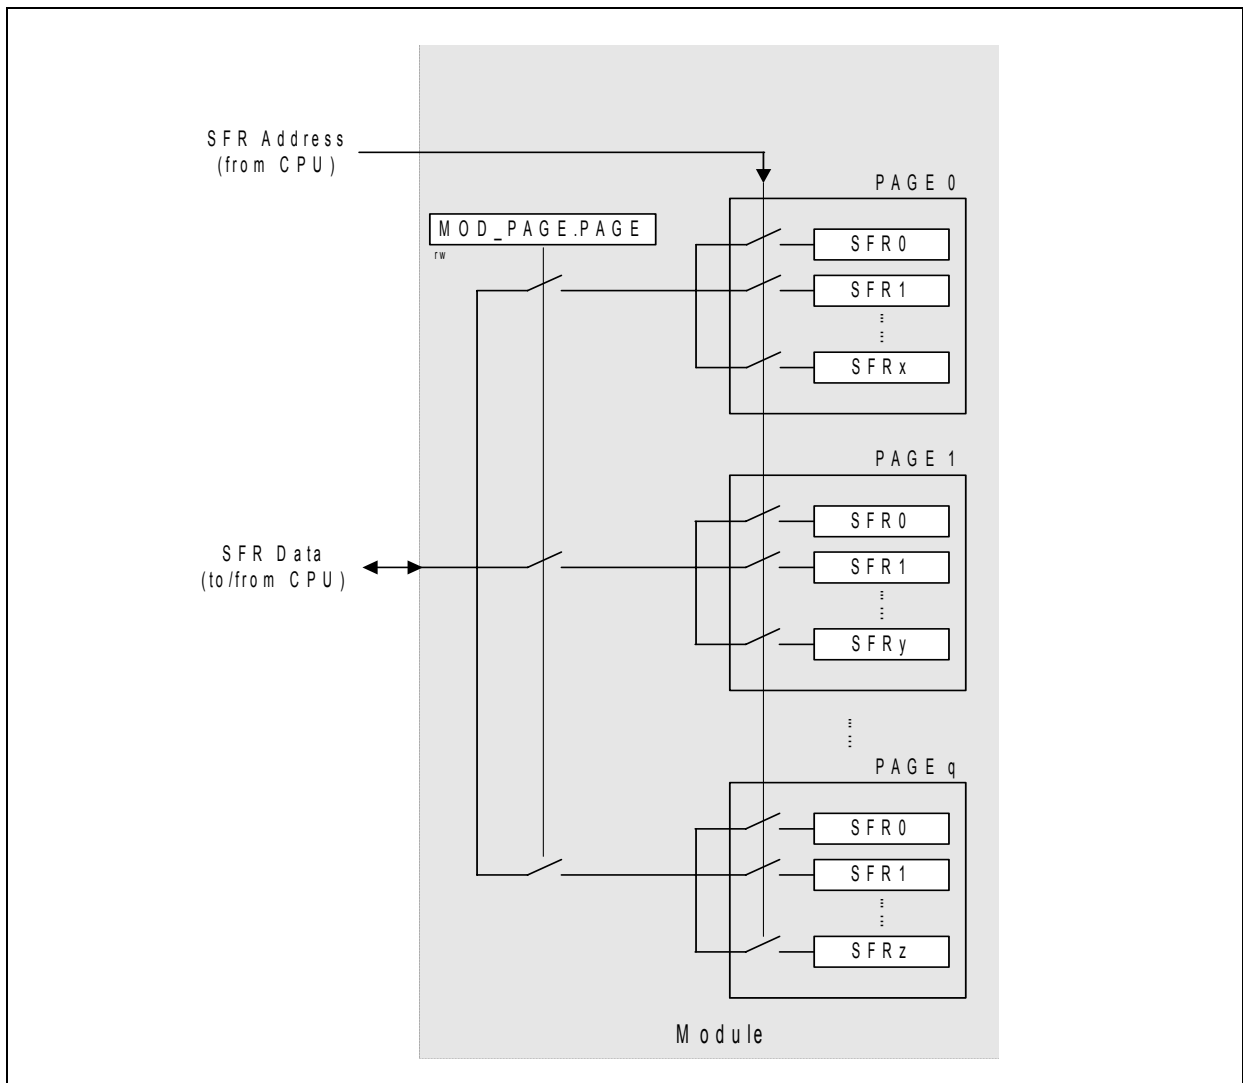 SFR Address
(from CPU)
PAGE 0
MOD_PAGE.PAGE
rw
SFR0
SFR1
SFRx
PAGE 1
SFR Data
(to/from CPU)
SFR0
SFR1
SFRy
PAGE q
SFR0
SFR1
SFRz
Module